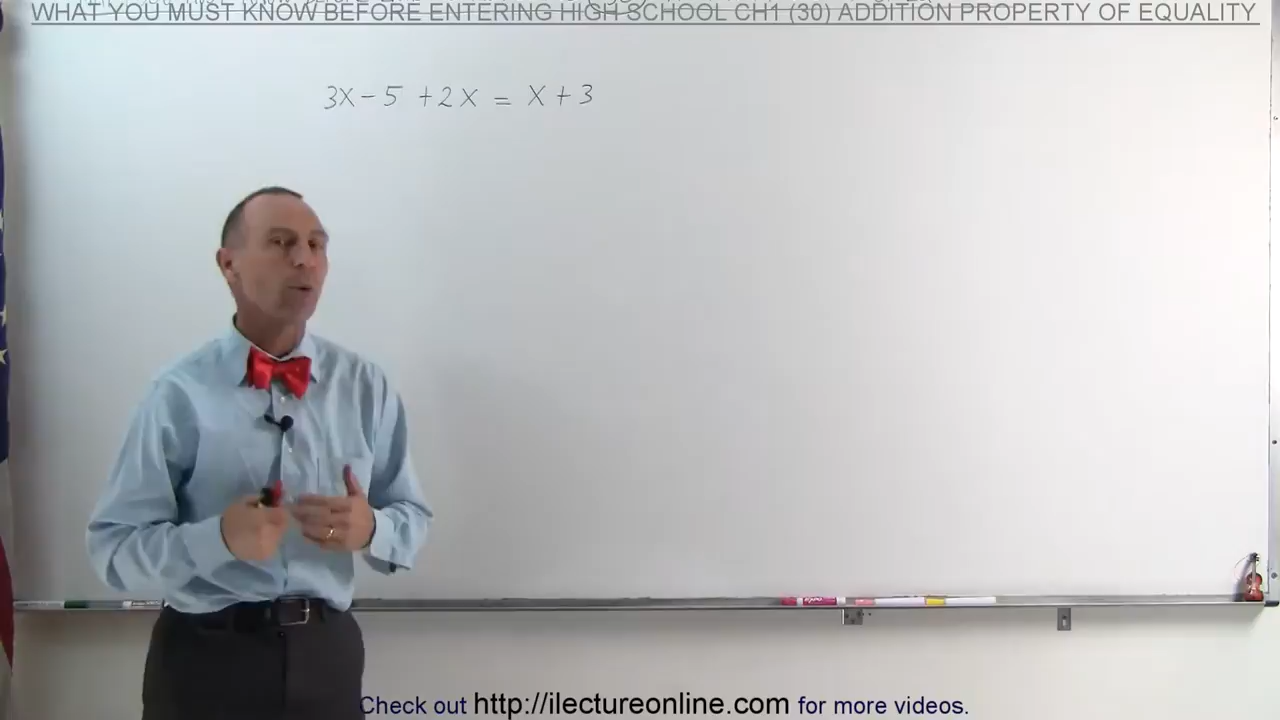 WHAT YOU MUST KNOW BEFORE ENTERING HIGH SCHOOL CH1 (30) ADDITION PROPERTY OF EQUALITY
3x - 5 + 2x = x + 3
Check out http://ilectureonline.com for more videos.